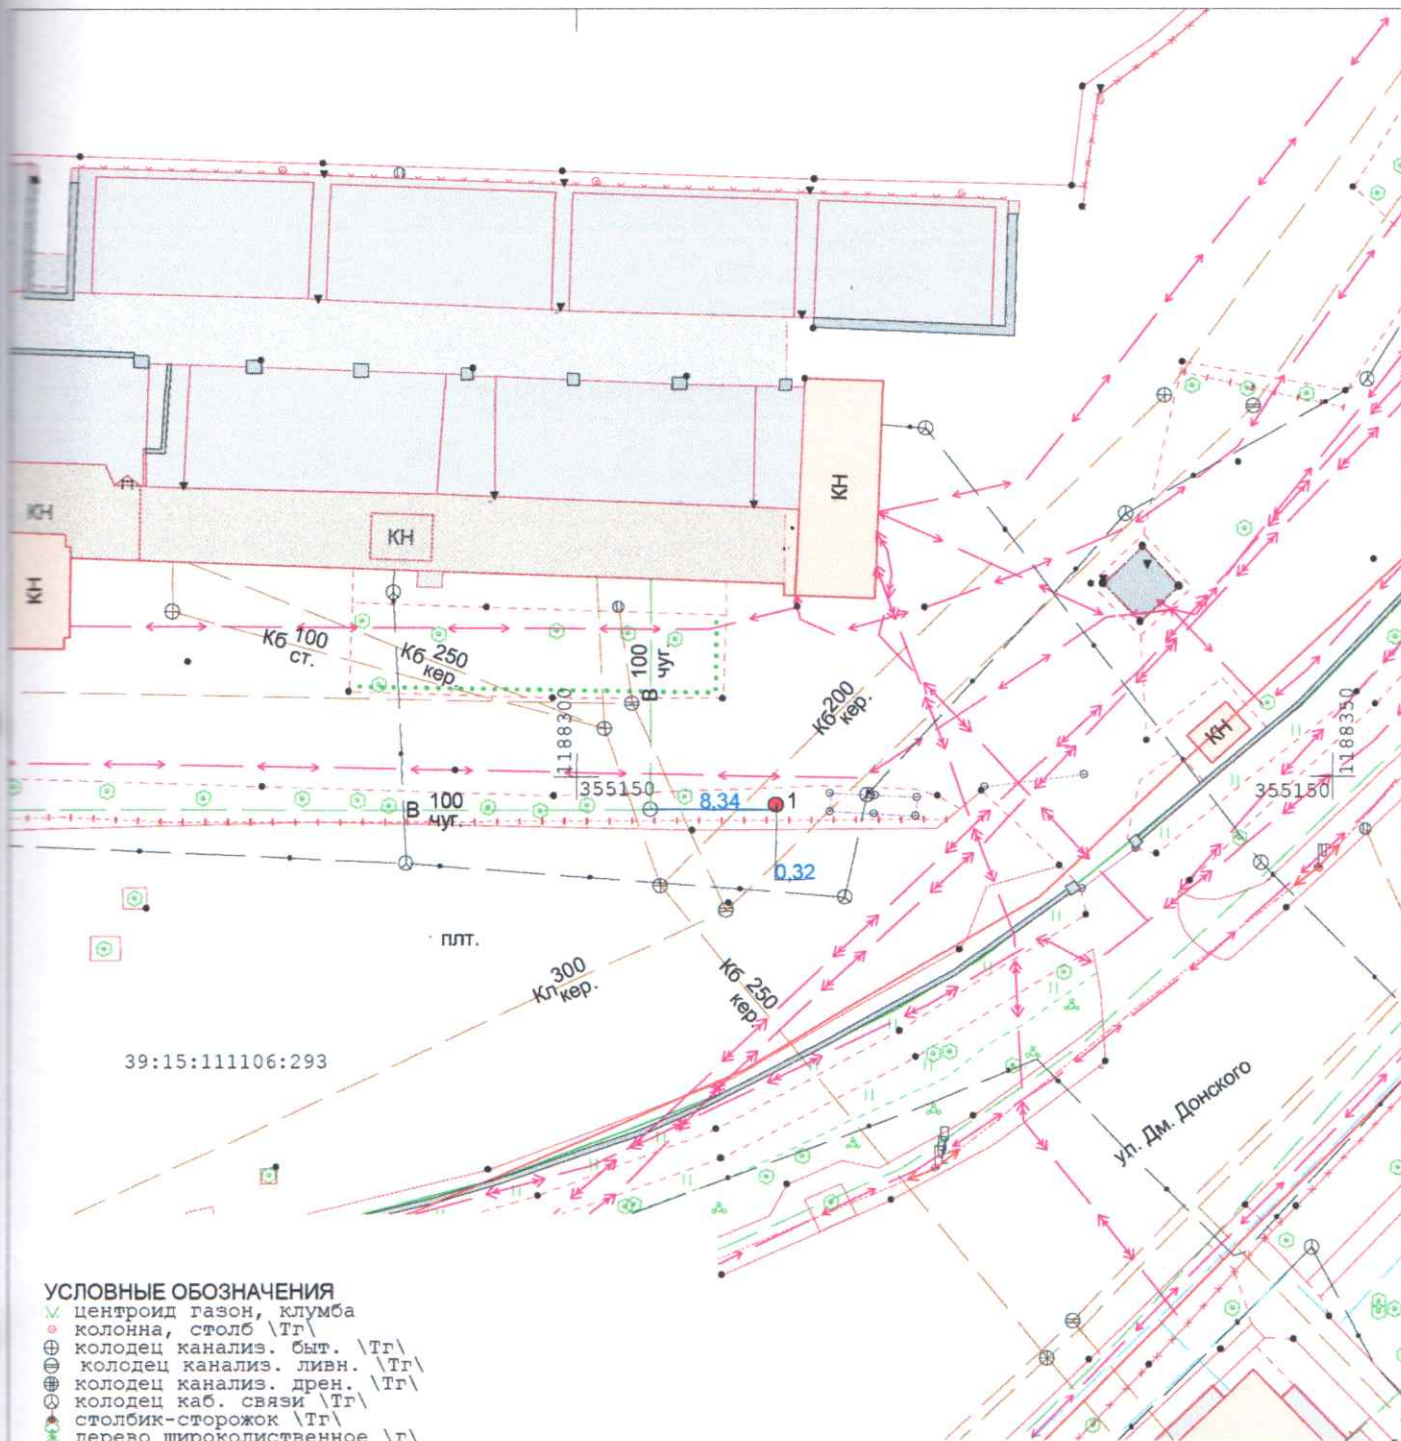 КН
КН
КН
КН
Кб 100
ст.
Кб 250
кер.
100
чуг.
В
Кб 200
кер.
1188300
1188350
КН
355150
355150
В 100
чуг.
8,34
1
0,32
плт.
Кл 300
кер.
Кб 250
кер.
39:15:111106:293
ул. Дм. Донского
УСЛОВНЫЕ ОБОЗНАЧЕНИЯ
центроид газон, клумба
колонна, столб \Тг\
колодец канализ. быт. \Тг\
колодец канализ. ливн. \Тг\
колодец канализ. дрен. \Тг\
колодец каб. связи \Тг\
столбик-сторожок \Тг\
дерево широколиственное \г\